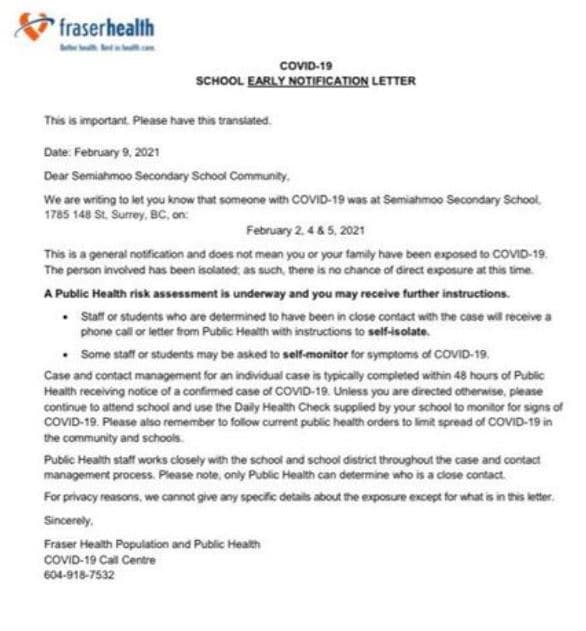 fraserhealth
Better health. Best in health care.
COVID-19
SCHOOL EARLY NOTIFICATION LETTER
This is important. Please have this translated.
Date: February 9, 2021
Dear Semiahmoo Secondary School Community,
We are writing to let you know that someone with COVID-19 was at Semiahmoo Secondary School,
1785 148 St, Surrey, BC, on:
February 2, 4 & 5, 2021
This is a general notification and does not mean you or your family have been exposed to COVID-19.
The person involved has been isolated; as such, there is no chance of direct exposure at this time.
A Public Health risk assessment is underway and you may receive further instructions.
• Staff or students who are determined to have been in close contact with the case will receive a
phone call or letter from Public Health with instructions to self-isolate.
• Some staff or students may be asked to self-monitor for symptoms of COVID-19.
Case and contact management for an individual case is typically completed within 48 hours of Public
Health receiving notice of a confirmed case of COVID-19. Unless you are directed otherwise, please
continue to attend school and use the Daily Health Check supplied by your school to monitor for signs of
COVID-19. Please also remember to follow current public health orders to limit spread of COVID-19 in
the community and schools.
Public Health staff works closely with the school and school district throughout the case and contact
management process. Please note, only Public Health can determine who is a close contact.
For privacy reasons, we cannot give any specific details about the exposure except for what is in this letter.
Sincerely,
Fraser Health Population and Public Health
COVID-19 Call Centre
604-918-7532